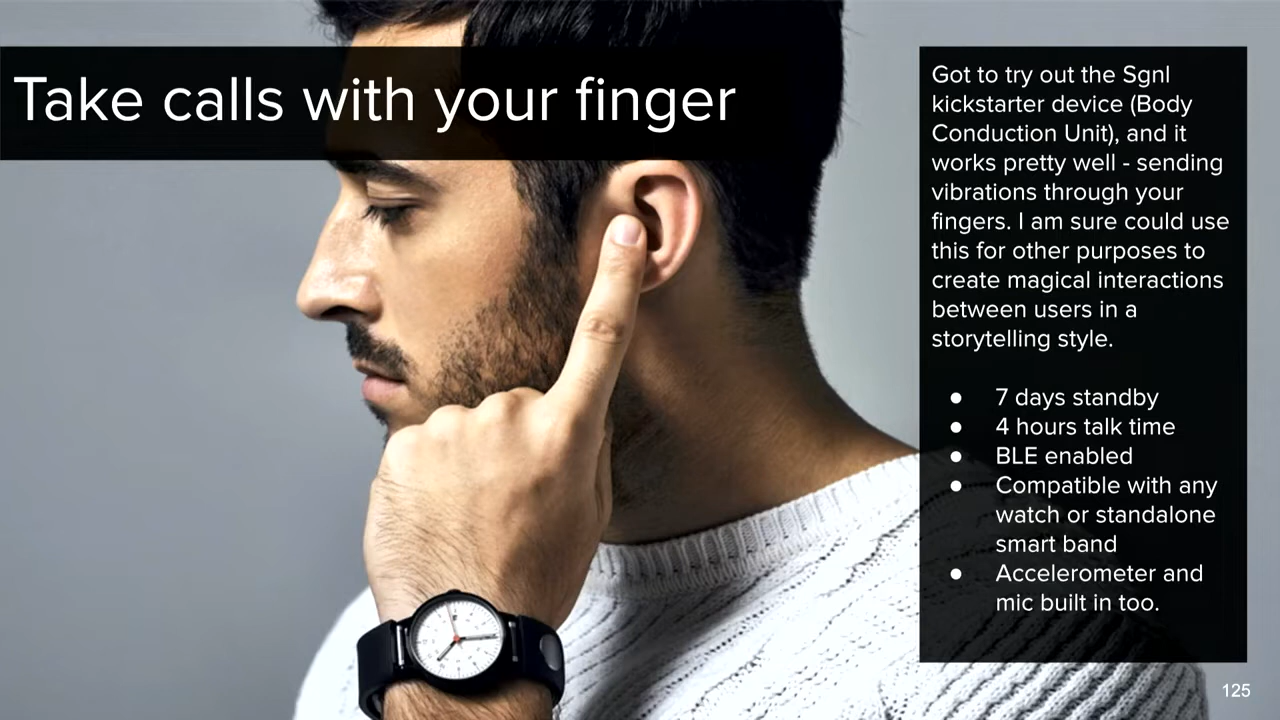 Take calls with your finger
Got to try out the Sgnl
kickstarter device (Body
Conduction Unit), and it
works pretty well - sending
vibrations through your
fingers. I am sure could use
this for other purposes to
create magical interactions
between users in a
storytelling style.
● 7 days standby
● 4 hours talk time
● BLE enabled
● Compatible with any
watch or standalone
smart band
● Accelerometer and
mic built in too.
125